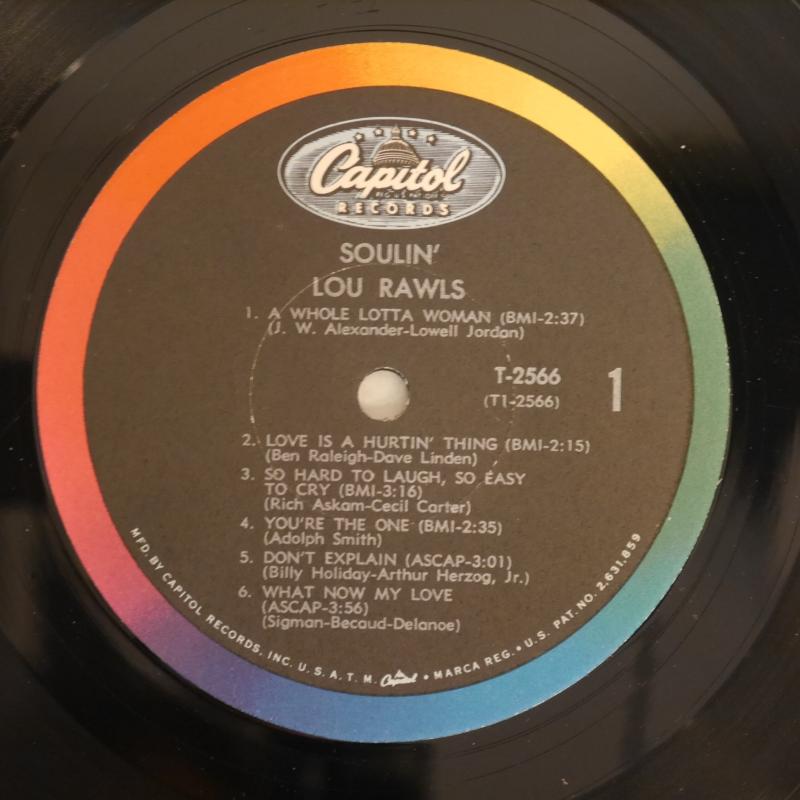 Capitol
RECORDS
SOULIN'
LOU RAWLS
1. A WHOLE LOTTA WOMAN (BMI-2:37)
(J. W. Alexander-Lowell Jordan)
T-2566
(T1-2566)
1
2. LOVE IS A HURTIN' THING (BMI-2:15)
(Ben Raleigh-Dave Linden)
3. SO HARD TO LAUGH, SO EASY
TO CRY (BMI-3:16)
(Rich Askam-Cecil Carter)
4. YOU'RE THE ONE (BMI-2:35)
(Adolph Smith)
5. DON'T EXPLAIN (ASCAP-3:01)
(Billy Holiday-Arthur Herzog, Jr.)
6. WHAT NOW MY LOVE
(ASCAP-3:56)
(Sigman-Becaud-Delanoe)
MFD. BY CAPITOL RECORDS, INC. U. S. A. T. M. Capitol • MARCA REG. • U. S. PAT. NO. 2,631,859